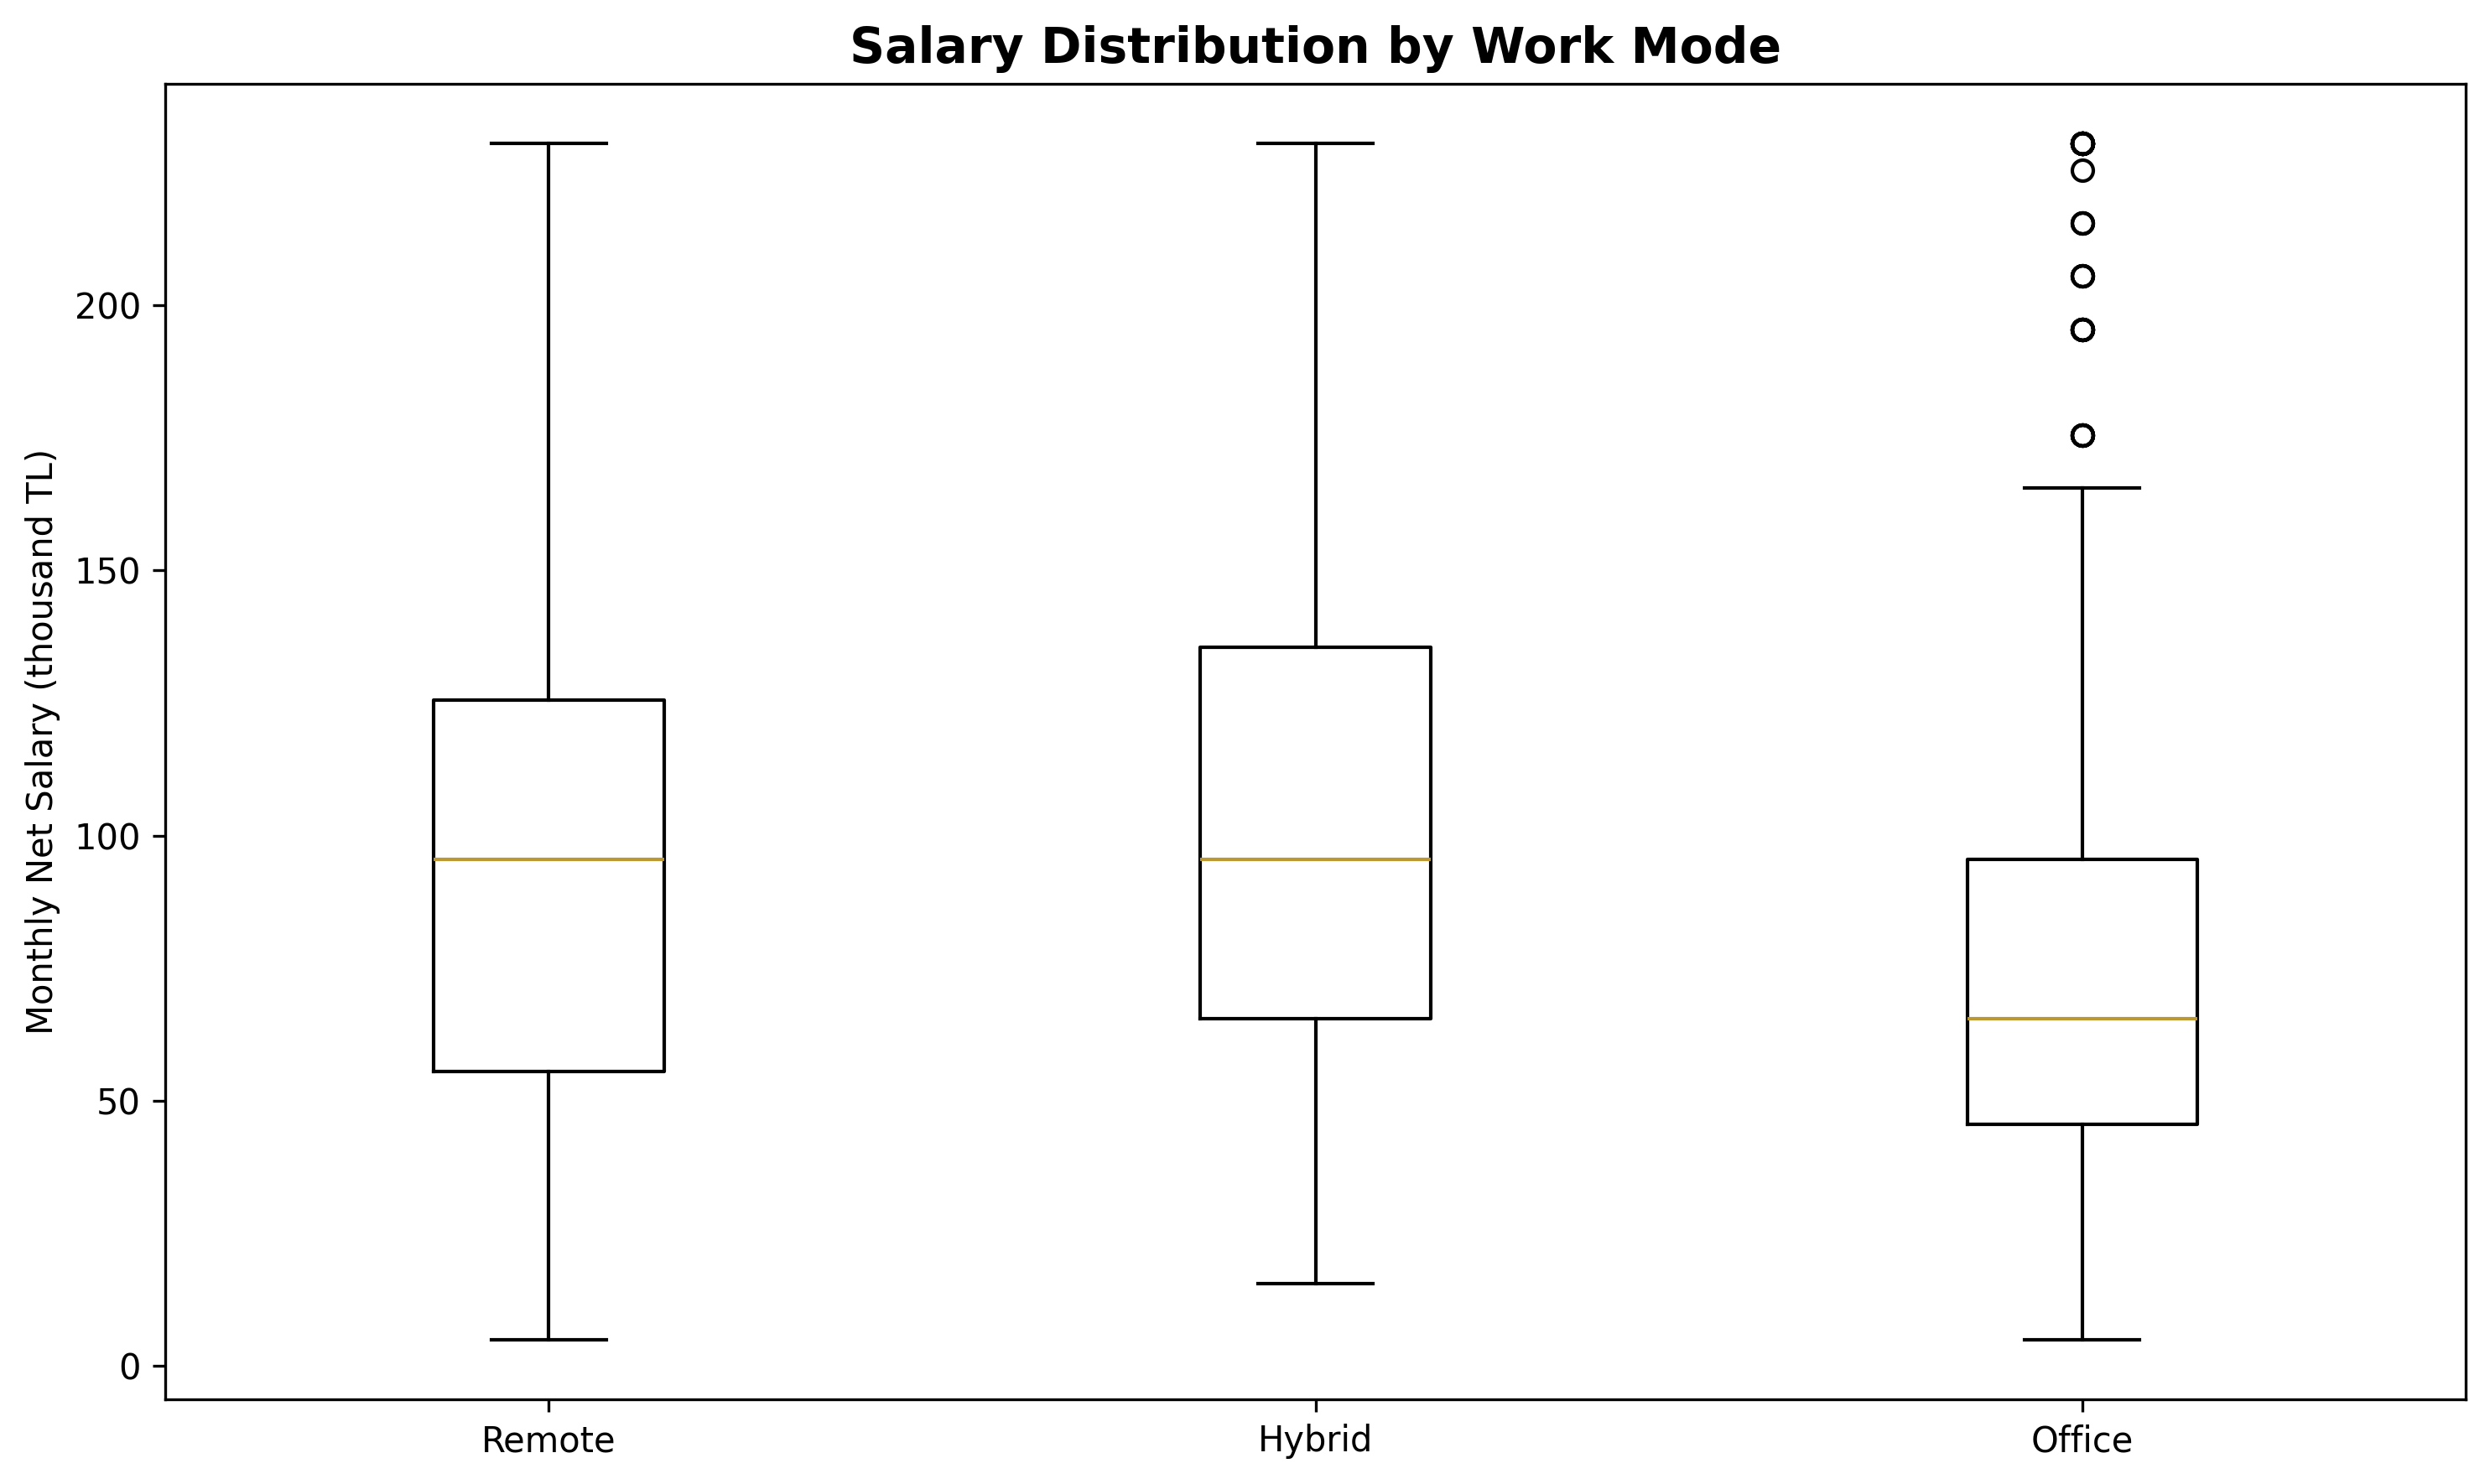 Salary Distribution by Work Mode
Monthly Net Salary (thousand TL)
200
150
100
50
0
Remote
Hybrid
Office